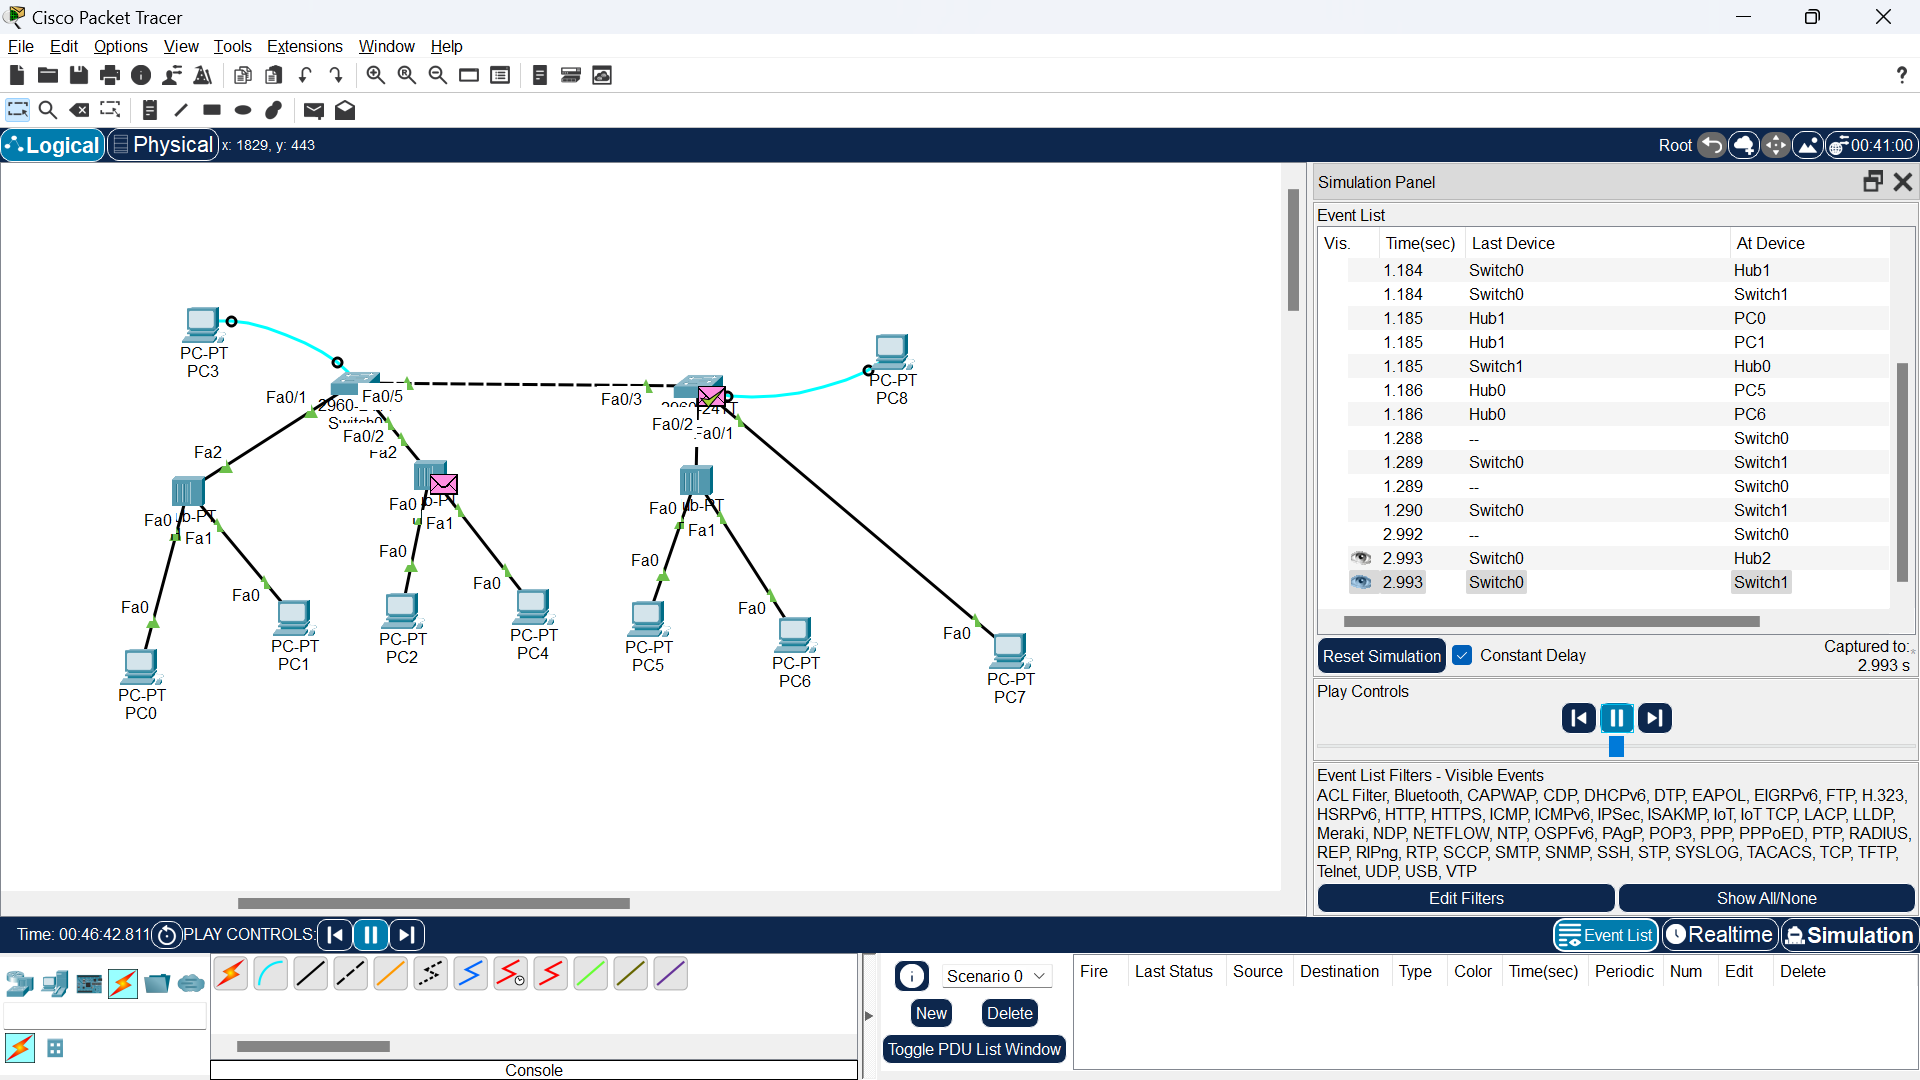 Cisco Packet Tracer
File Edit Options View Tools Extensions Window Help
?
Logical Physical x: 1829, y: 443 Root 00:41:00
PC-PT
PC3
PC-PT
PC8
Fa0/1 Fa0/5
Fa0/3
Fa0/2
Fa0/2
Fa0/1
Fa2
Fa2
Fa0
Fa1
Fa0
Fa1
Fa0
Fa1
Fa0
Fa0
Fa0
Fa0
Fa0
Fa0
Fa0
PC-PT
PC0
PC-PT
PC1
PC-PT
PC2
PC-PT
PC4
PC-PT
PC5
PC-PT
PC6
PC-PT
PC7
Simulation Panel
Event List
Vis. Time(sec) Last Device At Device
1.184 Switch0 Hub1
1.184 Switch0 Switch1
1.185 Hub1 PC0
1.185 Hub1 PC1
1.185 Switch1 Hub0
1.186 Hub0 PC5
1.186 Hub0 PC6
1.288 -- Switch0
1.289 Switch0 Switch1
1.289 -- Switch0
1.290 Switch0 Switch1
2.992 -- Switch0
2.993 Switch0 Hub2
2.993 Switch0 Switch1
Reset Simulation Constant Delay Captured to:
2.993 s
Play Controls
Event List Filters - Visible Events
ACL Filter, Bluetooth, CAPWAP, CDP, DHCPv6, DTP, EAPOL, EIGRPv6, FTP, H.323,
HSRPv6, HTTP, HTTPS, ICMP, ICMPv6, IPSec, ISAKMP, IoT, IoT TCP, LACP, LLDP,
Meraki, NDP, NETFLOW, NTP, OSPFv6, PAgP, POP3, PPP, PPPoED, PTP, RADIUS,
REP, RIPng, RTP, SCCP, SMTP, SNMP, SSH, STP, SYSLOG, TACACS, TCP, TFTP,
Telnet, UDP, USB, VTP
Edit Filters Show All/None
Time: 00:46:42.811 PLAY CONTROLS: Event List Realtime Simulation
Scenario 0
New Delete
Toggle PDU List Window
Fire Last Status Source Destination Type Color Time(sec) Periodic Num Edit Delete
Console